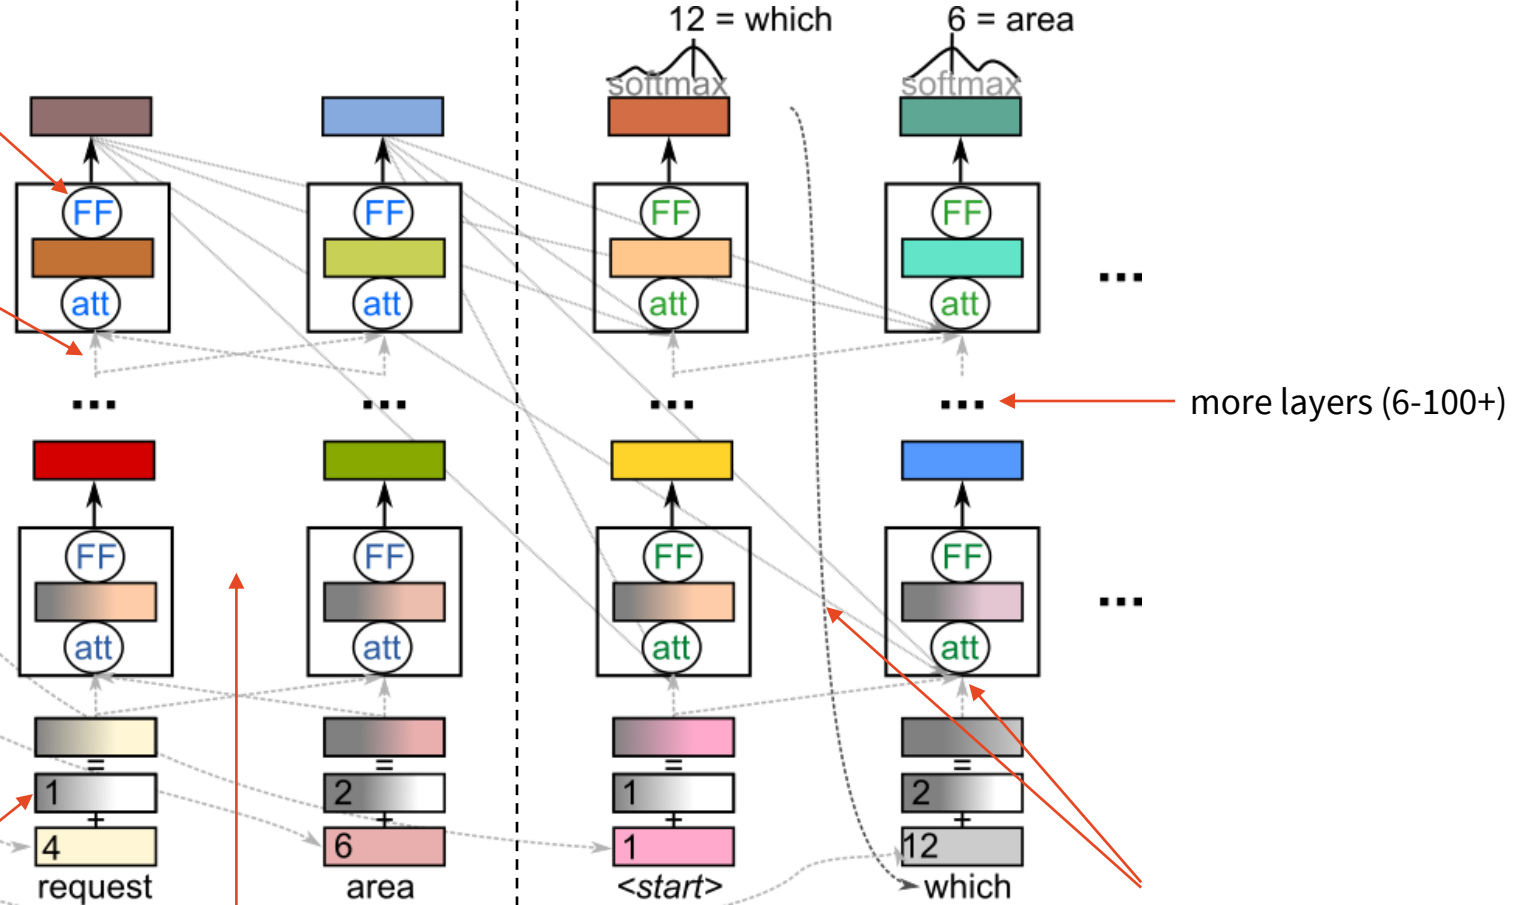 12 = which 6 = area
softmax softmax
FF FF FF FF
att att att att
...
... ... ... ... more layers (6-100+)
FF FF FF FF
att att att att
...
= = = =
1 2 1 2
+ + + +
4 6 1 12
request area <start> which